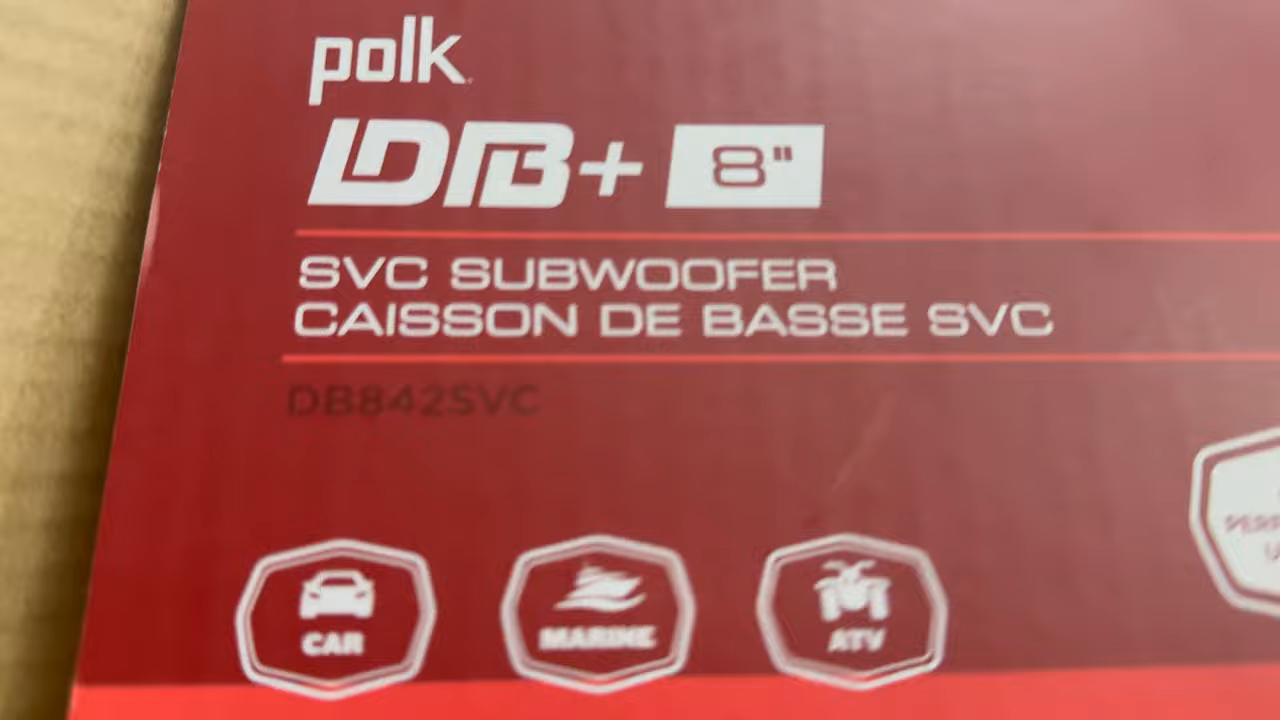 polk
DB+ 8"
SVC SUBWOOFER
CAISSON DE BASSE SVC
DB842SVC
CAR
MARINE
ATV